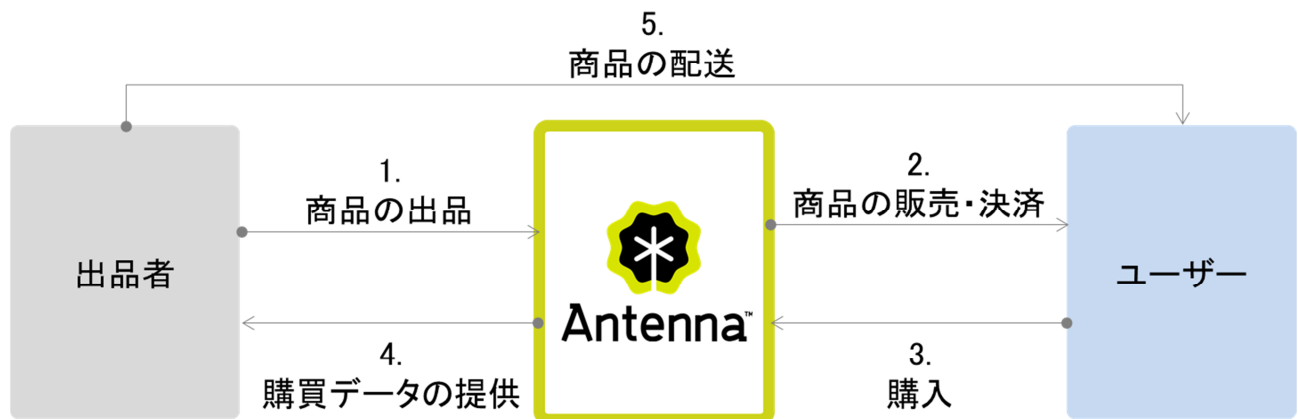 5.
商品の配送
1.
商品の出品
2.
商品の販売・決済
出品者
Antenna™
ユーザー
4.
購買データの提供
3.
購入